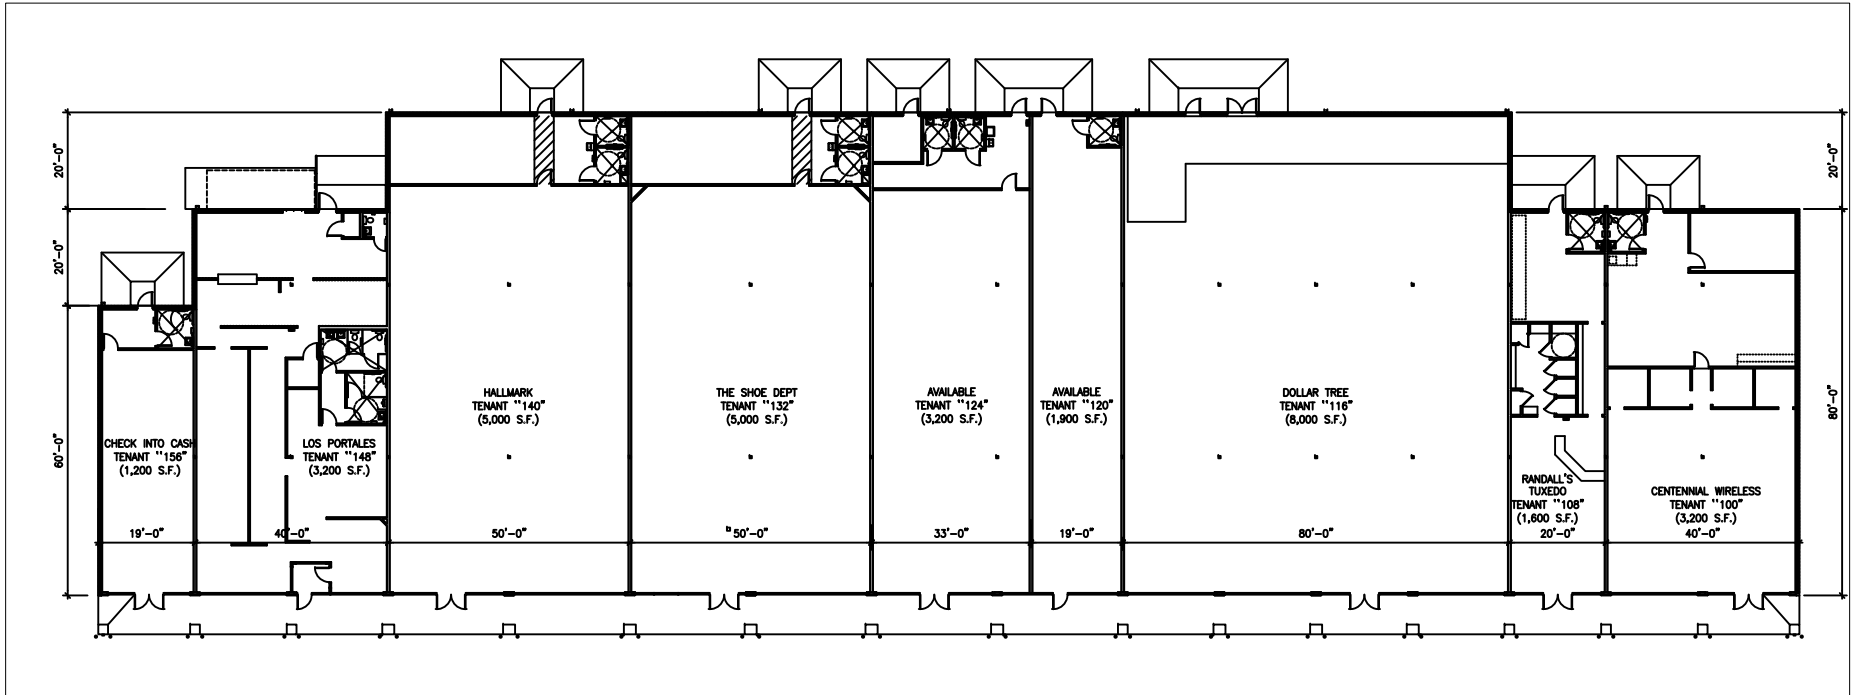 20'-0"
20'-0"
60'-0"
20'-0"
80'-0"
CHECK INTO CASH
TENANT "156"
(1,200 S.F.)
19'-0"
LOS PORTALES
TENANT "148"
(3,200 S.F.)
40'-0"
HALLMARK
TENANT "140"
(5,000 S.F.)
50'-0"
THE SHOE DEPT
TENANT "132"
(5,000 S.F.)
50'-0"
AVAILABLE
TENANT "124"
(3,200 S.F.)
33'-0"
AVAILABLE
TENANT "120"
(1,900 S.F.)
19'-0"
DOLLAR TREE
TENANT "116"
(8,000 S.F.)
80'-0"
RANDALL'S
TUXEDO
TENANT "108"
(1,600 S.F.)
20'-0"
CENTENNIAL WIRELESS
TENANT "100"
(3,200 S.F.)
40'-0"